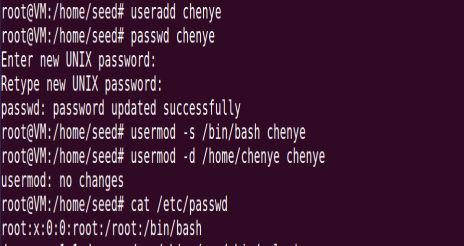 root@VM:/home/seed# useradd chenye
root@VM:/home/seed# passwd chenye
Enter new UNIX password:
Retype new UNIX password:
passwd: password updated successfully
root@VM:/home/seed# usermod -s /bin/bash chenye
root@VM:/home/seed# usermod -d /home/chenye chenye
usermod: no changes
root@VM:/home/seed# cat /etc/passwd
root:x:0:0:root:/root:/bin/bash